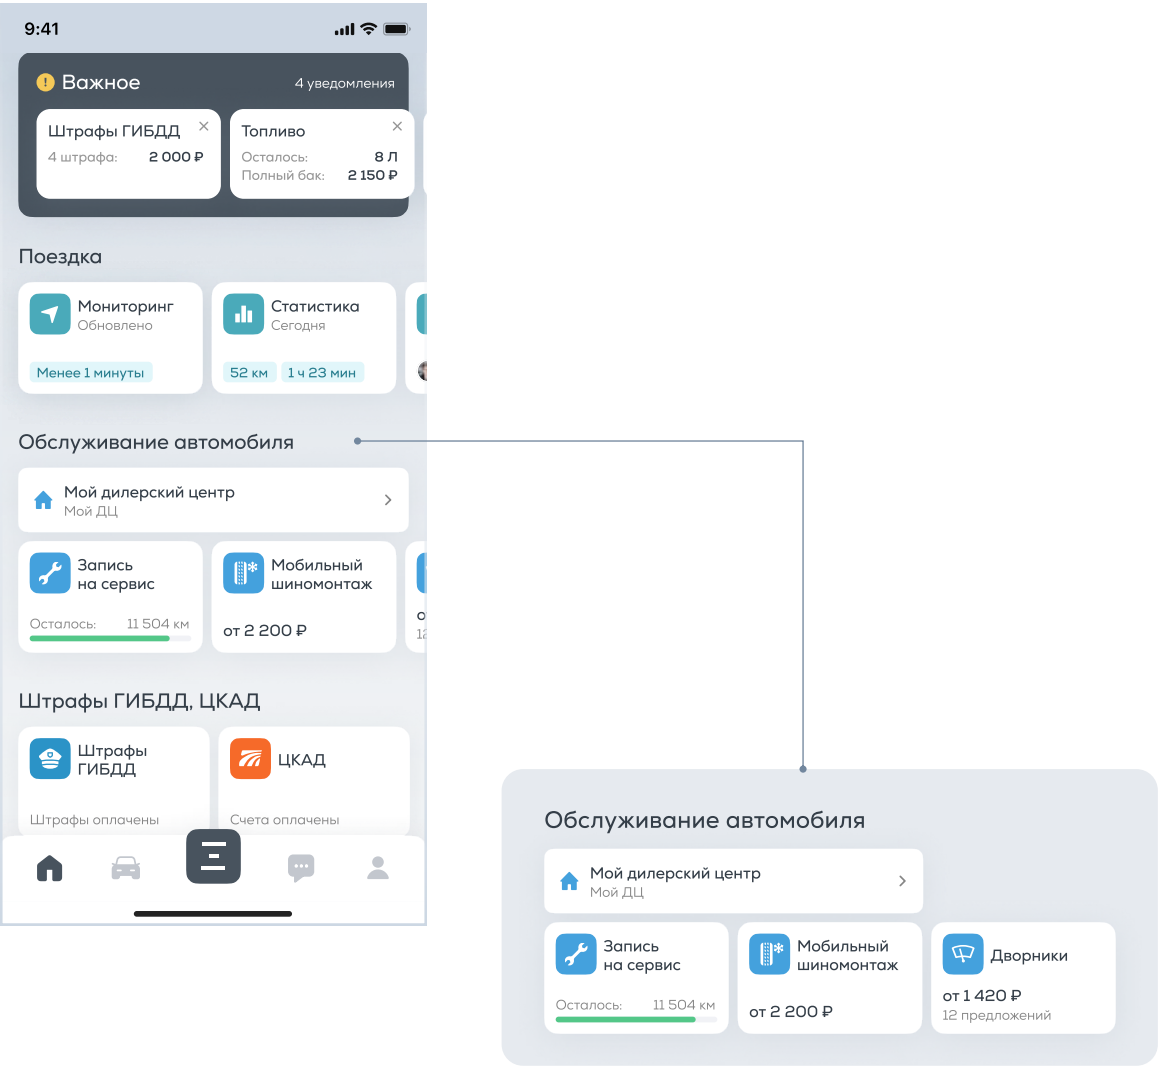 9:41
! Важное
4 уведомления
Штрафы ГИБДД
4 штрафа: 2 000 ₽
Топливо
Осталось: 8 Л
Полный бак: 2 150 ₽
Поездка
Мониторинг
Обновлено
Менее 1 минуты
Статистика
Сегодня
52 км 1 ч 23 мин
Обслуживание автомобиля
Мой дилерский центр
Мой ДЦ
Запись
на сервис
Осталось: 11 504 км
Мобильный
шиномонтаж
от 2 200 ₽
Штрафы ГИБДД, ЦКАД
Штрафы
ГИБДД
Штрафы оплачены
ЦКАД
Счета оплачены
Обслуживание автомобиля
Мой дилерский центр
Мой ДЦ
Запись
на сервис
Осталось: 11 504 км
Мобильный
шиномонтаж
от 2 200 ₽
Дворники
от 1 420 ₽
12 предложений